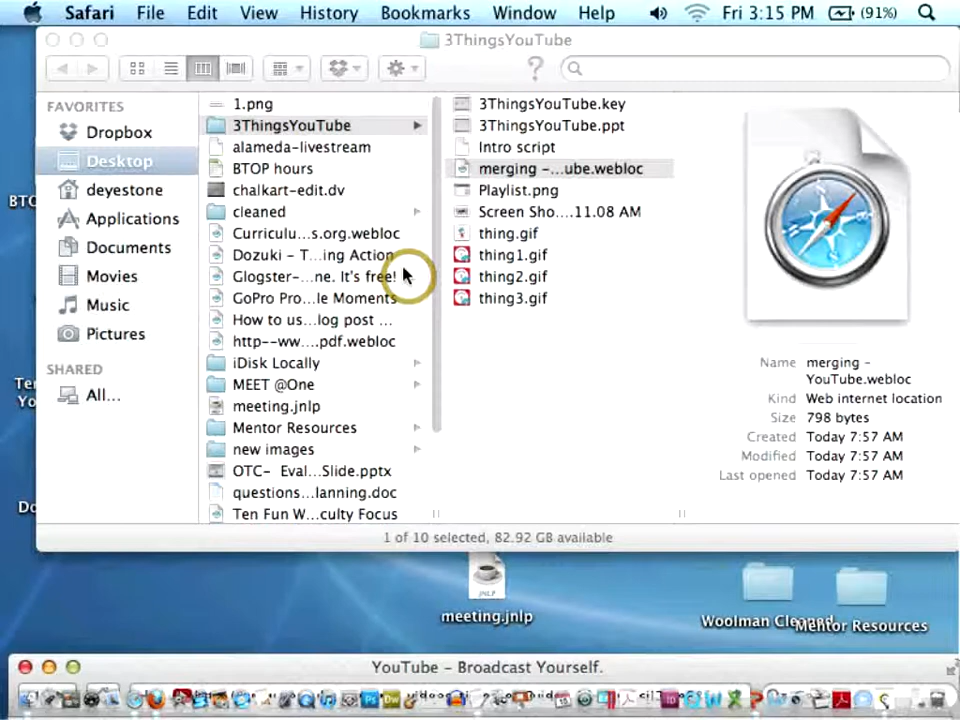 Safari File Edit View History Bookmarks Window Help Fri 3:15 PM (91%)
3ThingsYouTube
FAVORITES
Dropbox
Desktop
deyestone
Applications
Documents
Movies
Music
Pictures
SHARED
All...
1.png
3ThingsYouTube
alameda-livestream
BTOP hours
chalkart-edit.dv
cleaned
Curriculu...s.org.webloc
Dozuki - T...ing Action
Glogster-...ne. It's free!
GoPro Pro...le Moments
How to us...log post ...
http--ww....pdf.webloc
iDisk Locally
MEET @One
meeting.jnlp
Mentor Resources
new images
OTC- Eval...Slide.pptx
questions...lanning.doc
Ten Fun W...culty Focus
3ThingsYouTube.key
3ThingsYouTube.ppt
Intro script
merging -...ube.webloc
Playlist.png
Screen Sho....11.08 AM
thing.gif
thing1.gif
thing2.gif
thing3.gif
Name merging -
YouTube.webloc
Kind Web internet location
Size 798 bytes
Created Today 7:57 AM
Modified Today 7:57 AM
Last opened Today 7:57 AM
1 of 10 selected, 82.92 GB available
JNLP
meeting.jnlp
Woolman Cleaned
Mentor Resources
YouTube - Broadcast Yourself.